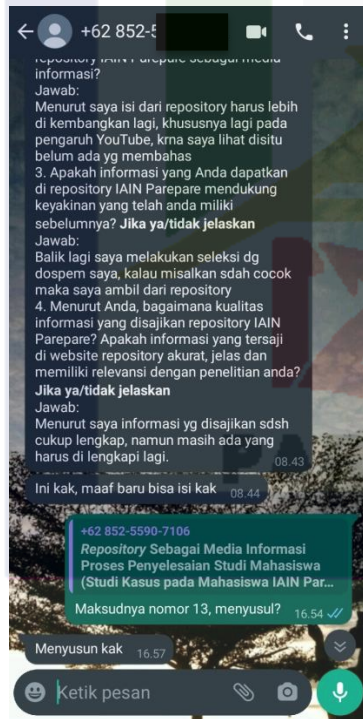 +62 852-5
repository IAIN Parepare sebagai media
informasi?
Jawab:
Menurut saya isi dari repository harus lebih
di kembangkan lagi, khususnya lagi pada
pengaruh YouTube, krna saya lihat disitu
belum ada yg membahas
3. Apakah informasi yang Anda dapatkan
di repository IAIN Parepare mendukung
keyakinan yang telah anda miliki
sebelumnya? Jika ya/tidak jelaskan
Jawab:
Balik lagi saya melakukan seleksi dg
dospem saya, kalau misalkan sdah cocok
maka saya ambil dari repository
4. Menurut Anda, bagaimana kualitas
informasi yang disajikan repository IAIN
Parepare? Apakah informasi yang tersaji
di website repository akurat, jelas dan
memiliki relevansi dengan penelitian anda?
Jika ya/tidak jelaskan
Jawab:
Menurut saya informasi yg disajikan sdsh
cukup lengkap, namun masih ada yang
harus di lengkapi lagi.
08.43
Ini kak, maaf baru bisa isi kak 08.44
+62 852-5590-7106
Repository Sebagai Media Informasi
Proses Penyelesaian Studi Mahasiswa
(Studi Kasus pada Mahasiswa IAIN Par...
Maksudnya nomor 13, menyusul? 16.54
Menyusun kak 16.57
Ketik pesan